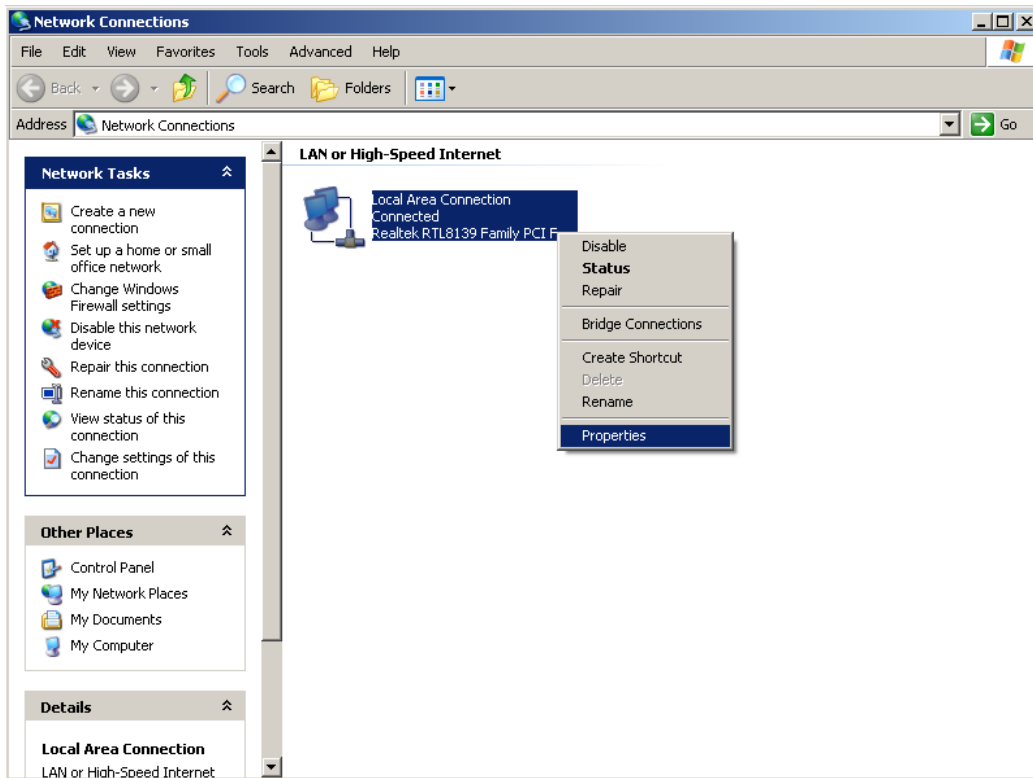 Network Connections
File Edit View Favorites Tools Advanced Help
Back Search Folders
Address Network Connections Go
Network Tasks
Create a new
connection
Set up a home or small
office network
Change Windows
Firewall settings
Disable this network
device
Repair this connection
Rename this connection
View status of this
connection
Change settings of this
connection
Other Places
Control Panel
My Network Places
My Documents
My Computer
Details
Local Area Connection
LAN or High-Speed Internet
LAN or High-Speed Internet
Local Area Connection
Connected
Realtek RTL8139 Family PCI F
Disable
Status
Repair
Bridge Connections
Create Shortcut
Delete
Rename
Properties